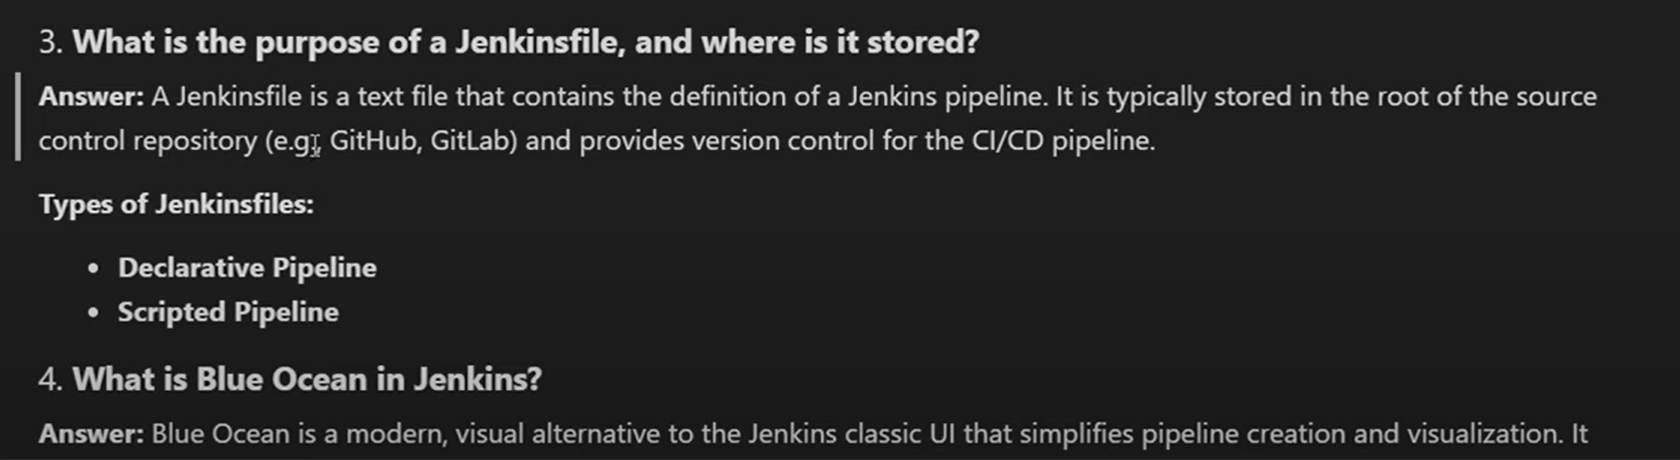 3. What is the purpose of a Jenkinsfile, and where is it stored?
Answer: A Jenkinsfile is a text file that contains the definition of a Jenkins pipeline. It is typically stored in the root of the source
control repository (e.g., GitHub, GitLab) and provides version control for the CI/CD pipeline.
Types of Jenkinsfiles:
• Declarative Pipeline
• Scripted Pipeline
4. What is Blue Ocean in Jenkins?
Answer: Blue Ocean is a modern, visual alternative to the Jenkins classic UI that simplifies pipeline creation and visualization. It